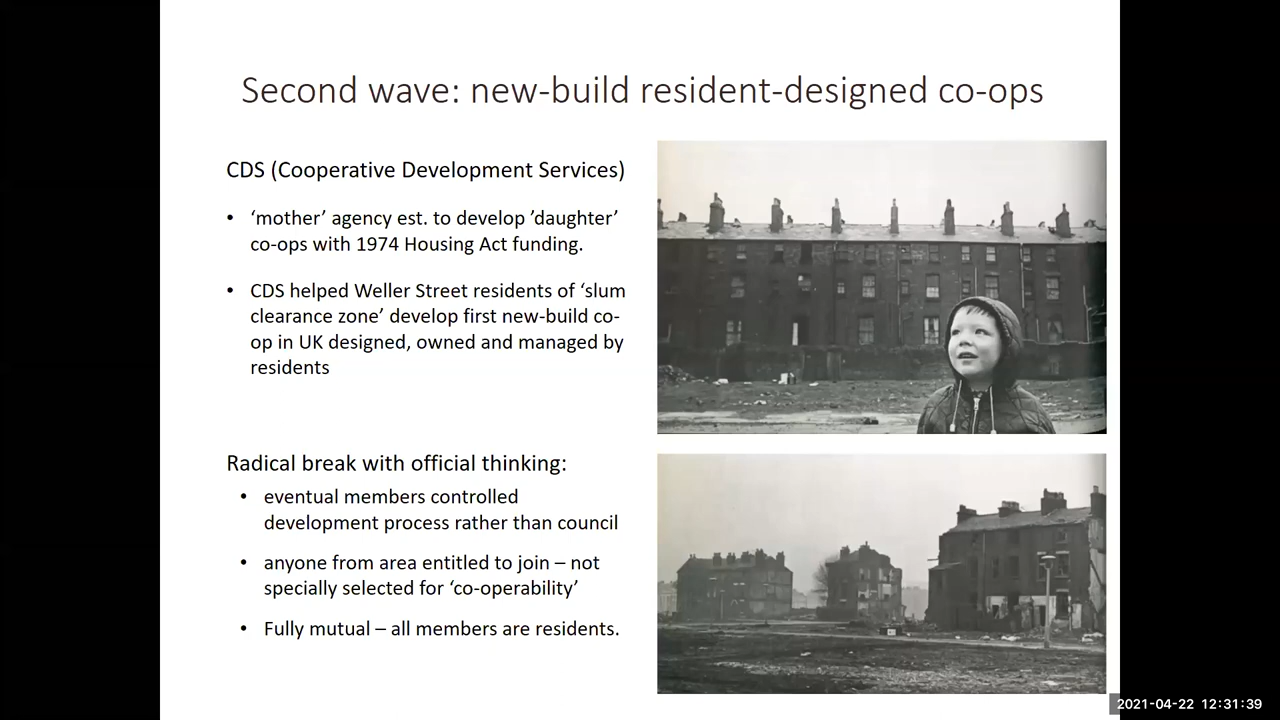 Second wave: new-build resident-designed co-ops
CDS (Cooperative Development Services)
• ‘mother’ agency est. to develop ’daughter’
co-ops with 1974 Housing Act funding.
• CDS helped Weller Street residents of ‘slum
clearance zone’ develop first new-build co-
op in UK designed, owned and managed by
residents
Radical break with official thinking:
• eventual members controlled
development process rather than council
• anyone from area entitled to join – not
specially selected for ‘co-operability’
• Fully mutual – all members are residents.
2021-04-22 12:31:39